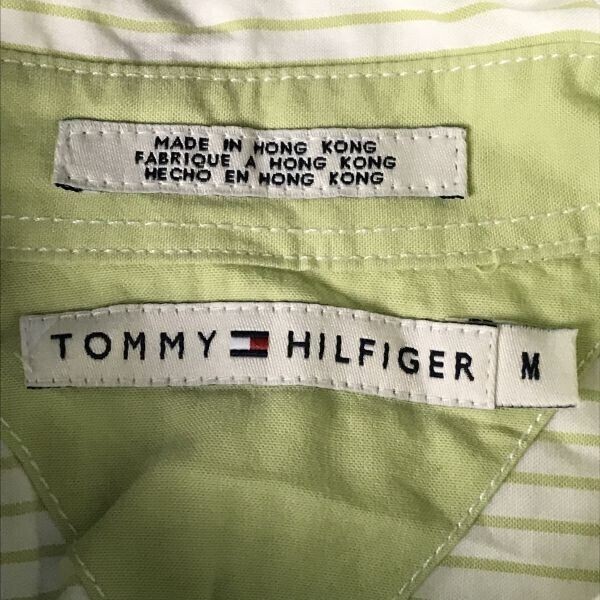 MADE IN HONG KONG
FABRIQUE A HONG KONG
HECHO EN HONG KONG
TOMMY HILFIGER M